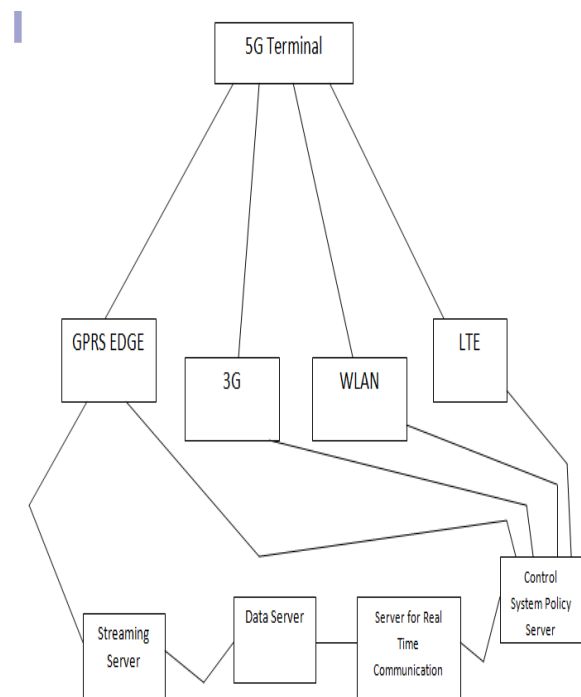 5G Terminal
GPRS EDGE
3G
WLAN
LTE
Streaming
Server
Data Server
Server for Real
Time
Communication
Control
System Policy
Server